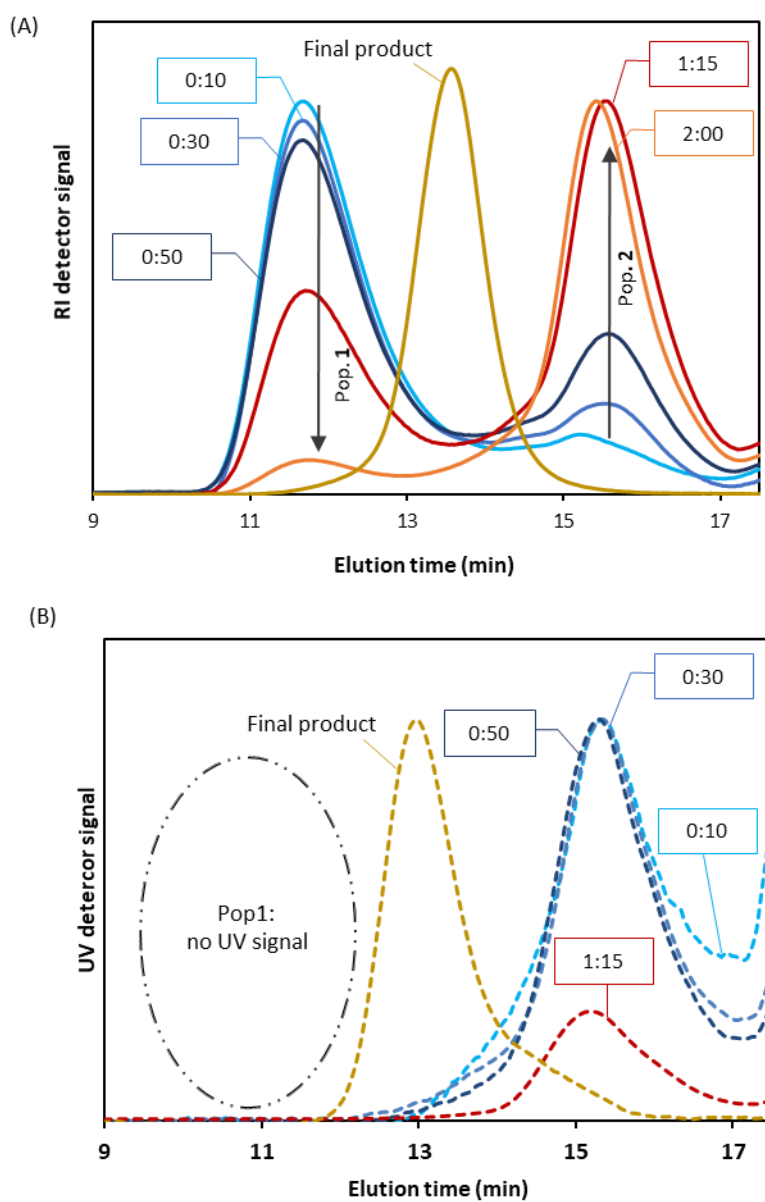 (A)
Final product
0:10
1:15
0:30
2:00
0:50
Pop. 1
Pop. 2
RI detector signal
9
11
13
15
17
Elution time (min)
(B)
0:30
Final product
0:50
0:10
Pop1:
no UV signal
1:15
UV detercor signal
9
11
13
15
17
Elution time (min)